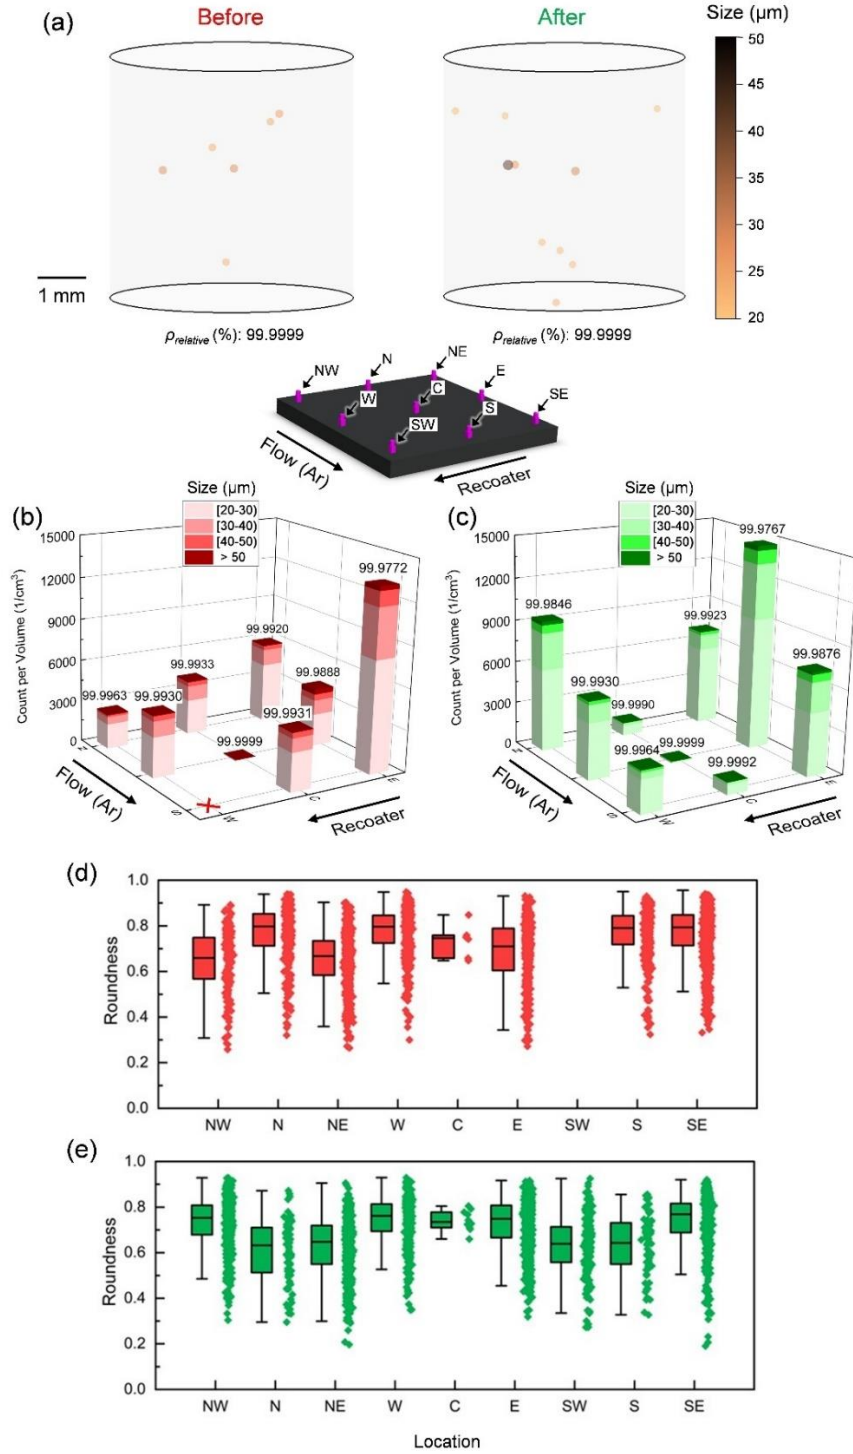 (a)
Before
After
Size (µm)
50
45
40
35
30
25
20
1 mm
ρrelative (%): 99.9999
ρrelative (%): 99.9999
NW
N
NE
W
C
E
SW
S
SE
Flow (Ar)
Recoater
(b)
Size (µm)
[20-30)
[30-40)
[40-50)
> 50
Count per Volume (1/cm³)
15000
12000
9000
6000
3000
0
99.9963
99.9930
99.9933
99.9920
99.9999
99.9888
99.9931
99.9772
N
C
S
W
C
E
Flow (Ar)
Recoater
(c)
Size (µm)
[20-30)
[30-40)
[40-50)
> 50
Count per Volume (1/cm³)
15000
12000
9000
6000
3000
0
99.9846
99.9930
99.9964
99.9990
99.9999
99.9992
99.9923
99.9767
99.9876
N
S
W
C
E
Flow (Ar)
Recoater
(d)
Roundness
1.0
0.8
0.6
0.4
0.2
0.0
NW N NE W C E SW S SE
(e)
Roundness
1.0
0.8
0.6
0.4
0.2
0.0
NW N NE W C E SW S SE
Location